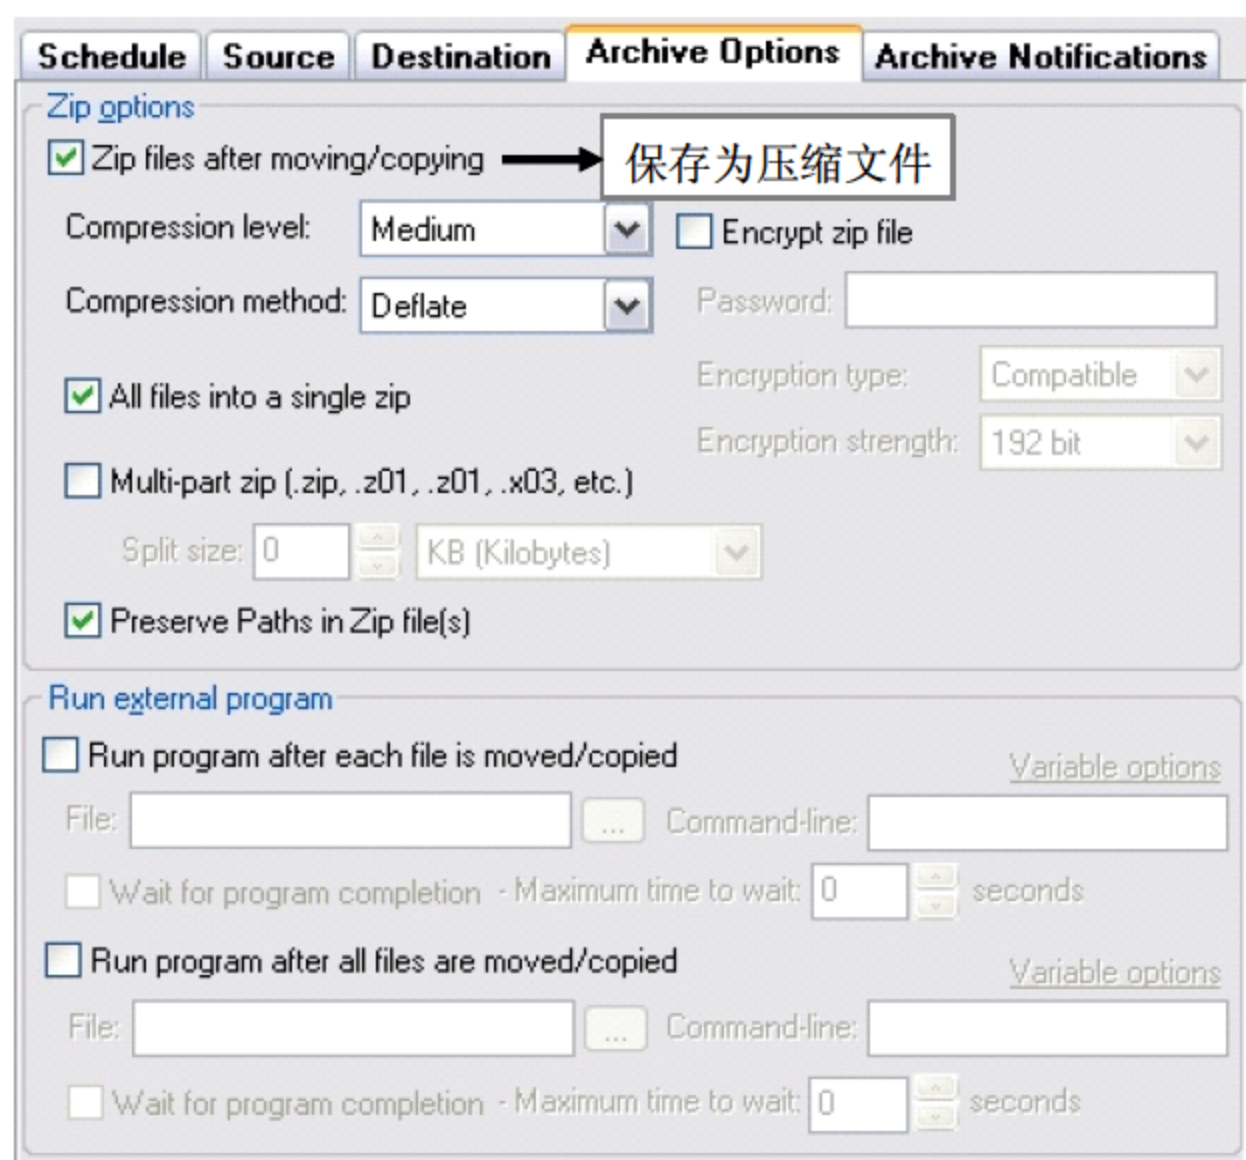 Schedule Source Destination Archive Options Archive Notifications
Zip options
Zip files after moving/copying 保存为压缩文件
Compression level: Medium Encrypt zip file
Compression method: Deflate Password:
Encryption type: Compatible
All files into a single zip
Encryption strength: 192 bit
Multi-part zip (.zip, .z01, .z01, .x03, etc.)
Split size: 0 KB (Kilobytes)
Preserve Paths in Zip file(s)
Run external program
Run program after each file is moved/copied
Variable options
File: ... Command-line:
Wait for program completion - Maximum time to wait: 0 seconds
Run program after all files are moved/copied
Variable options
File: ... Command-line:
Wait for program completion - Maximum time to wait: 0 seconds